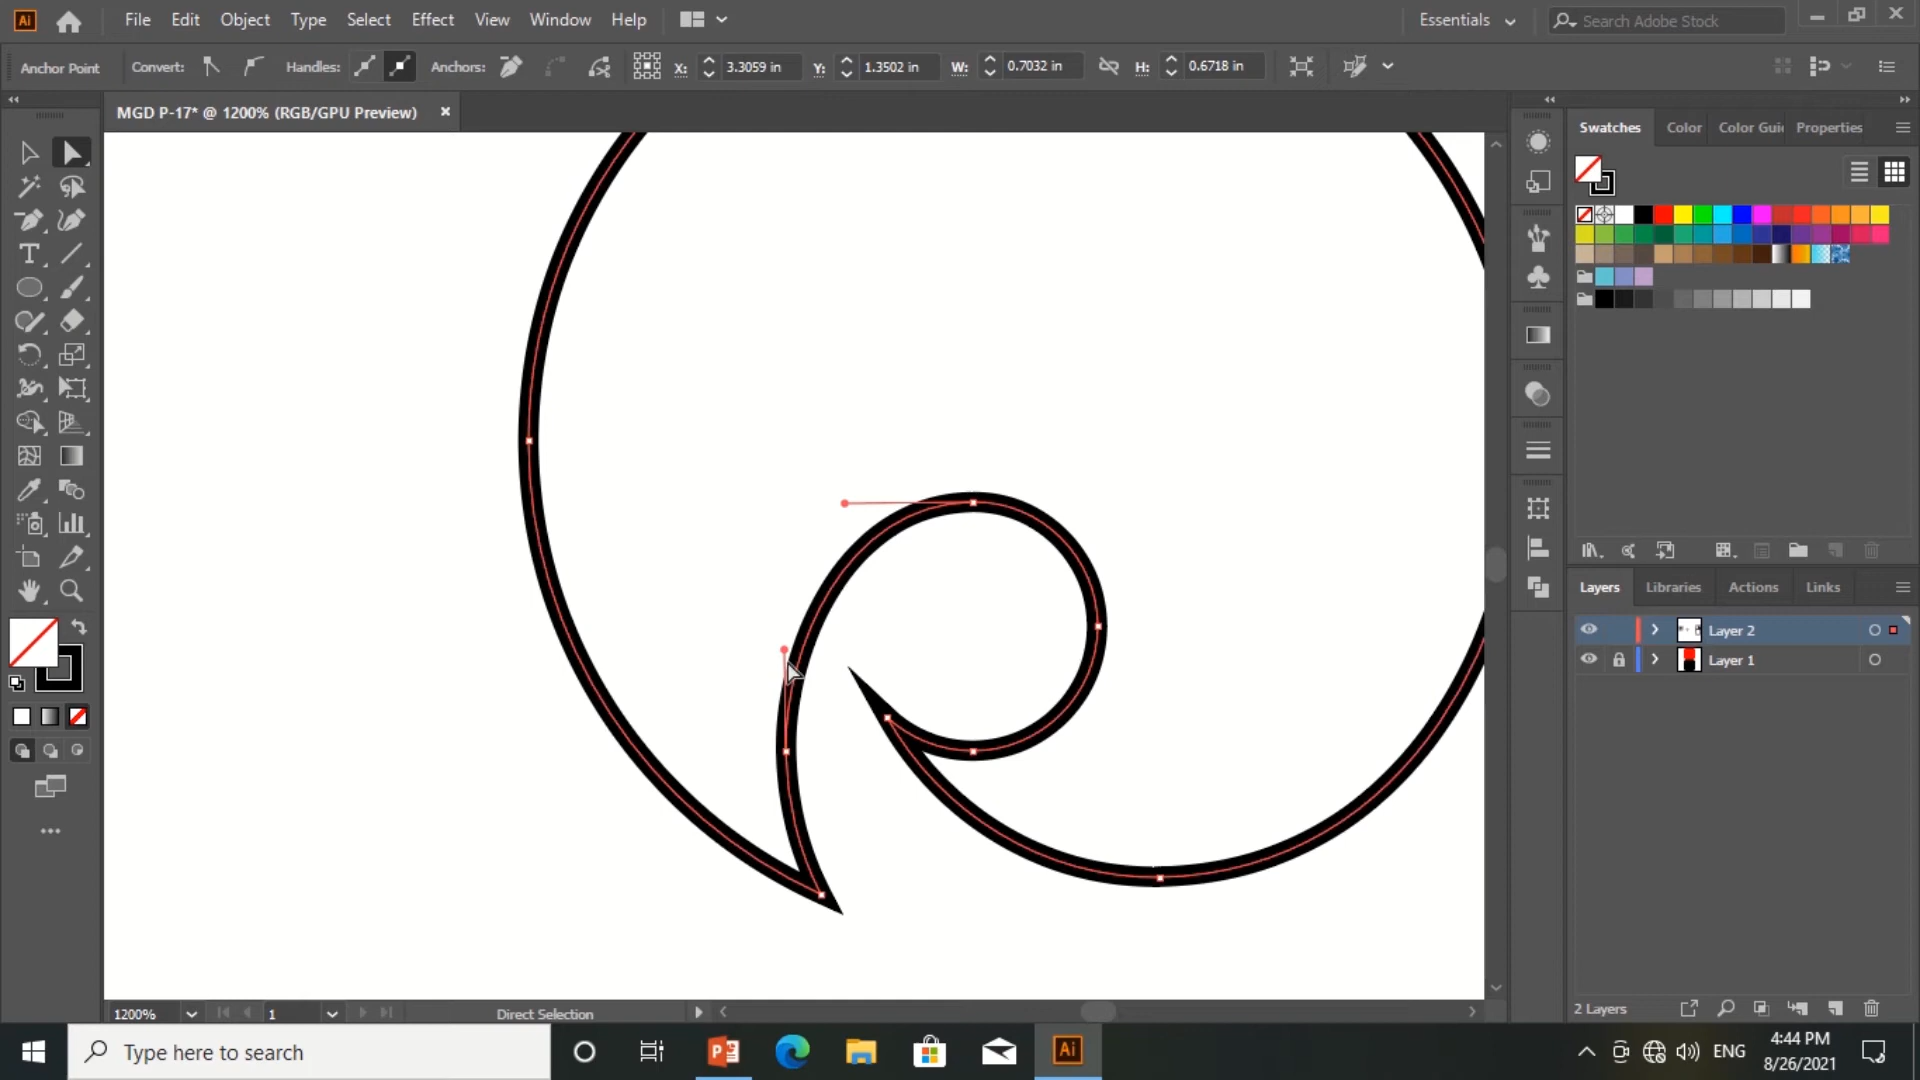 Ai File Edit Object Type Select Effect View Window Help Essentials Search Adobe Stock
Anchor Point Convert: Handles: Anchors: X: 3.3059 in Y: 1.3502 in W: 0.7032 in H: 0.6718 in
MGD P-17* @ 1200% (RGB/GPU Preview)
Swatches Color Color Gui Properties
Layers Libraries Actions Links
Layer 2
Layer 1
2 Layers
1200% 1 Direct Selection
Type here to search
Ai
ENG
4:44 PM
8/26/2021